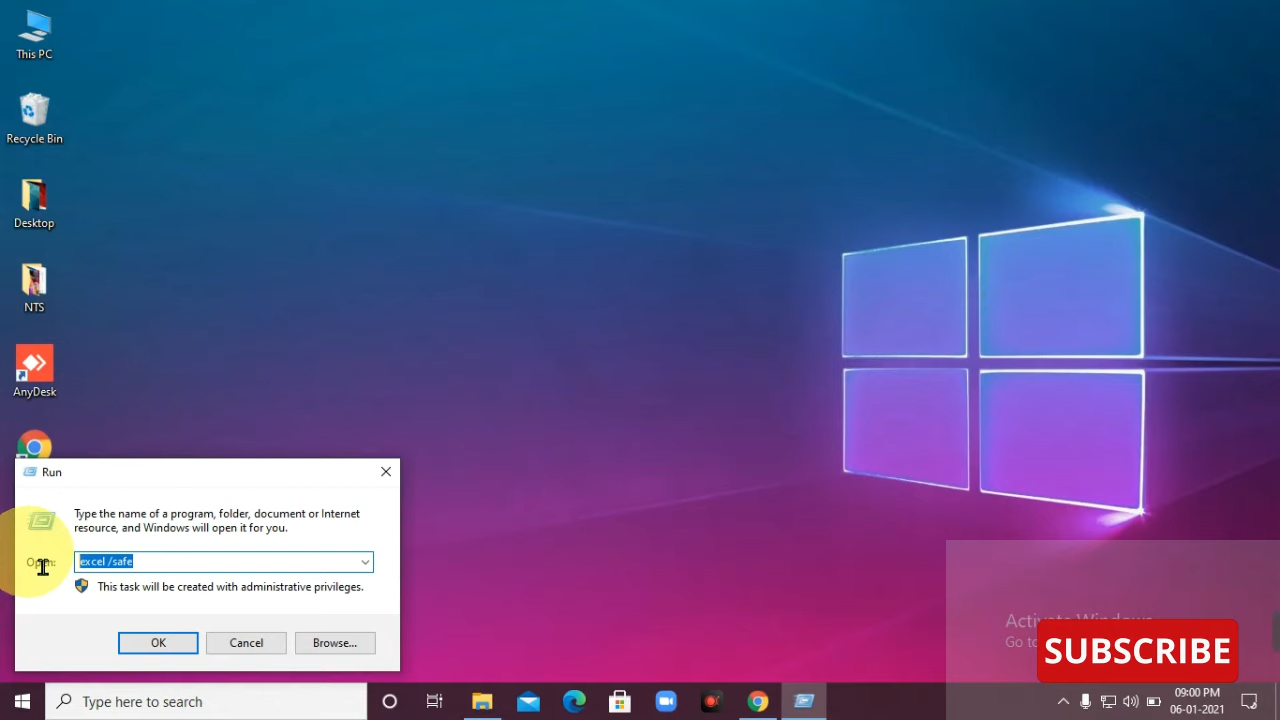 This PC
Recycle Bin
Desktop
NTS
AnyDesk
Run
Type the name of a program, folder, document or Internet
resource, and Windows will open it for you.
Open:
excel /safe
This task will be created with administrative privileges.
OK
Cancel
Browse...
Activate Windows
Go to
SUBSCRIBE
Type here to search
09:00 PM
06-01-2021